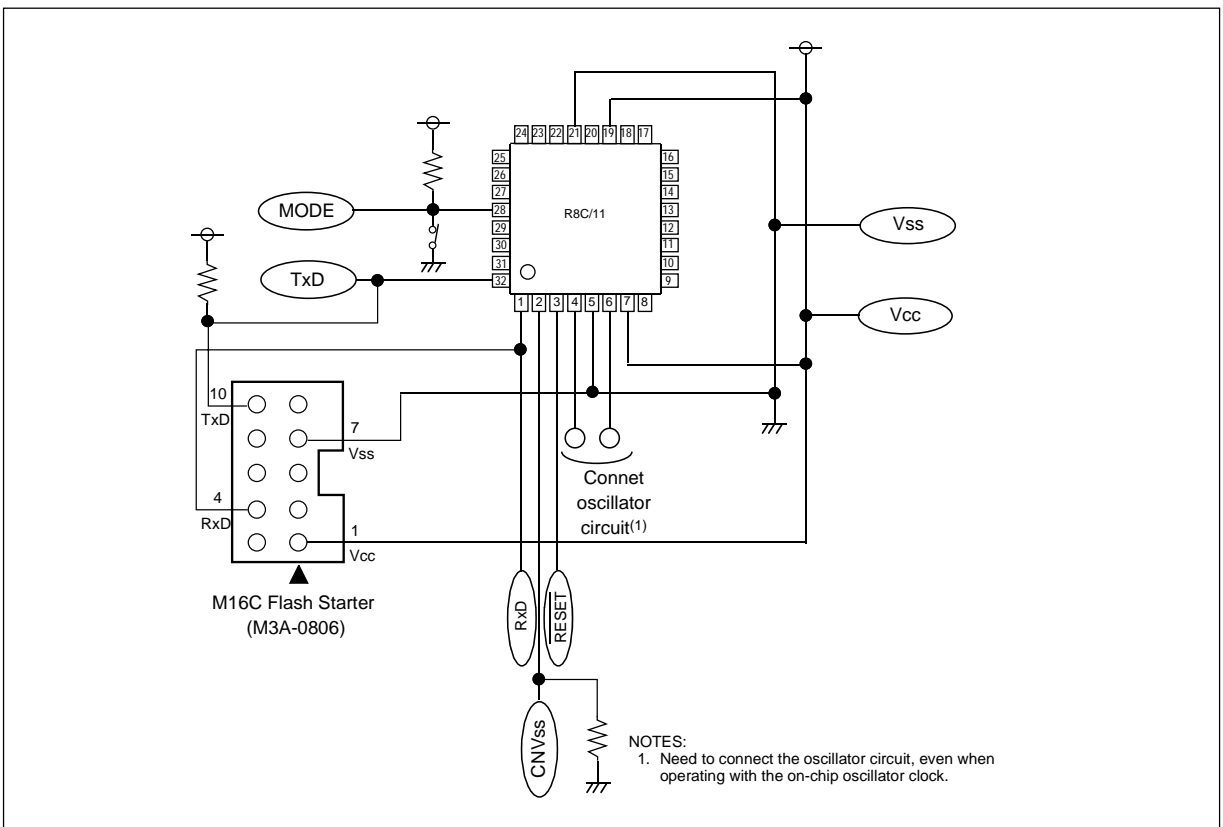 24 23 22 21 20 19 18 17
25
26
27
28
29
30
31
32
16
15
14
13
12
11
10
9
R8C/11
1 2 3 4 5 6 7 8
MODE
TxD
Vss
Vcc
10
TxD
7
Vss
4
RxD
1
Vcc
Connet
oscillator
circuit(1)
M16C Flash Starter
(M3A-0806)
RxD
RESET
CNVss
NOTES:
1. Need to connect the oscillator circuit, even when
operating with the on-chip oscillator clock.